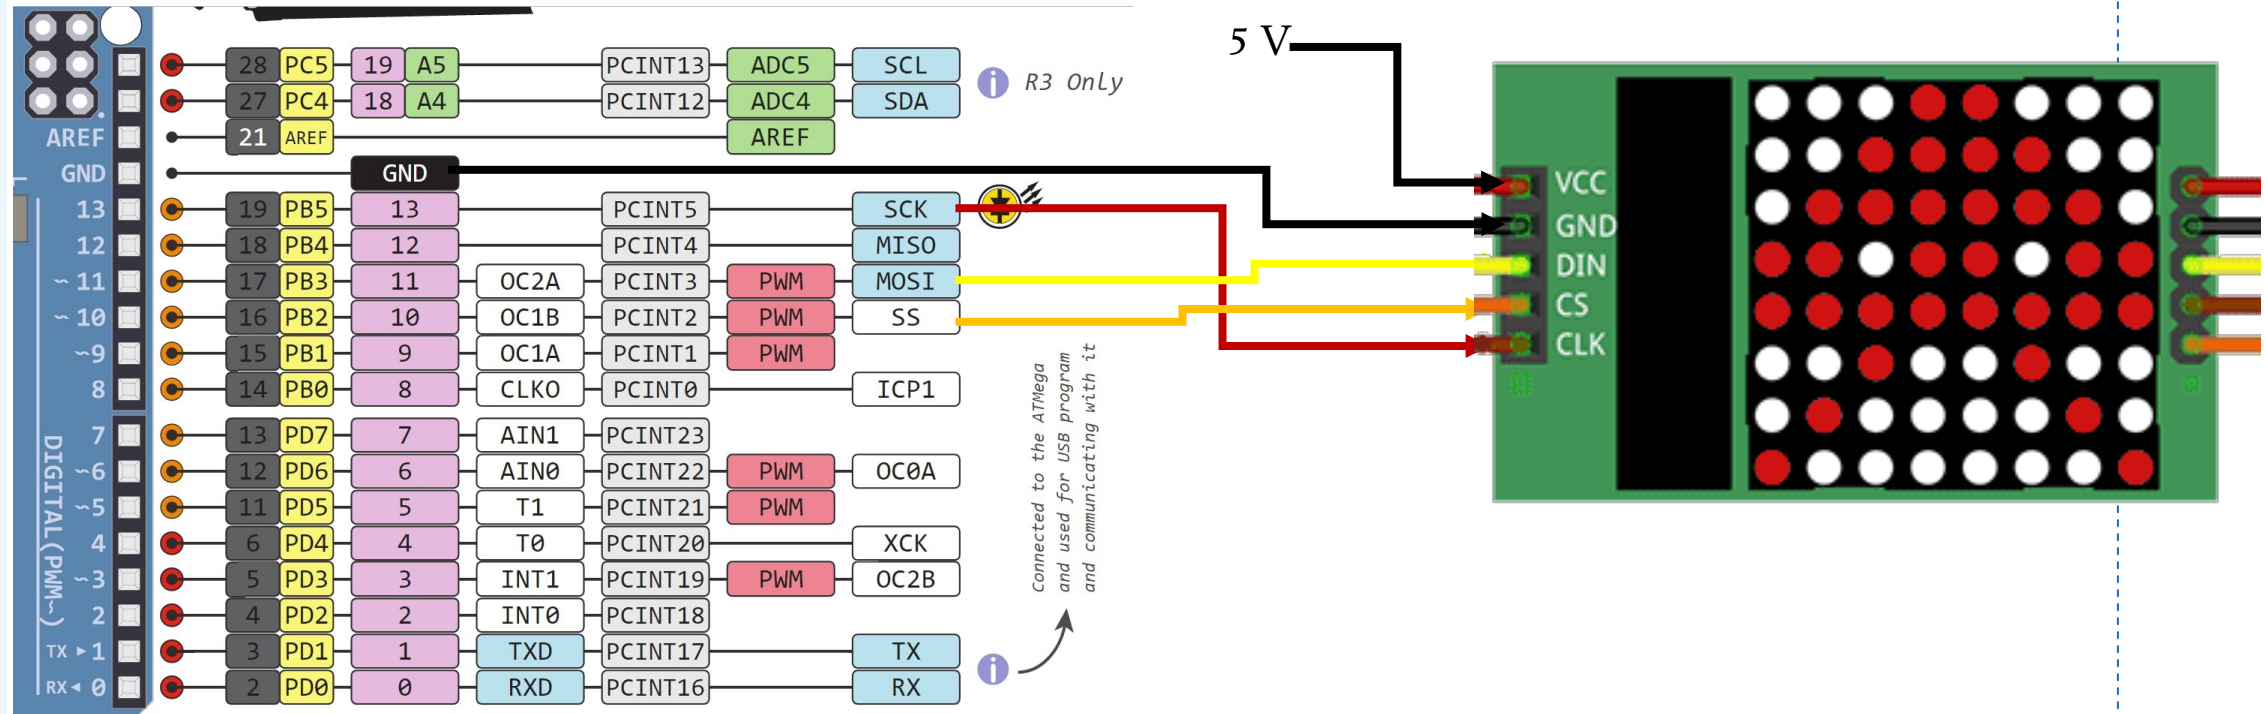 5 V
28 PC5 19 A5 PCINT13 ADC5 SCL
27 PC4 18 A4 PCINT12 ADC4 SDA
R3 Only
AREF 21 AREF AREF
GND GND
13 19 PB5 13 PCINT5 SCK
12 18 PB4 12 PCINT4 MISO
~11 17 PB3 11 OC2A PCINT3 PWM MOSI
~10 16 PB2 10 OC1B PCINT2 PWM SS
~9 15 PB1 9 OC1A PCINT1 PWM
8 14 PB0 8 CLKO PCINT0 ICP1
7 13 PD7 7 AIN1 PCINT23
~6 12 PD6 6 AIN0 PCINT22 PWM OC0A
~5 11 PD5 5 T1 PCINT21 PWM
4 6 PD4 4 T0 PCINT20 XCK
~3 5 PD3 3 INT1 PCINT19 PWM OC2B
2 4 PD2 2 INT0 PCINT18
TX ▸ 1 3 PD1 1 TXD PCINT17 TX
RX ◂ 0 2 PD0 0 RXD PCINT16 RX
DIGITAL (PWM~)
Connected to the ATMega
and used for USB program
and communicating with it
VCC
GND
DIN
CS
CLK